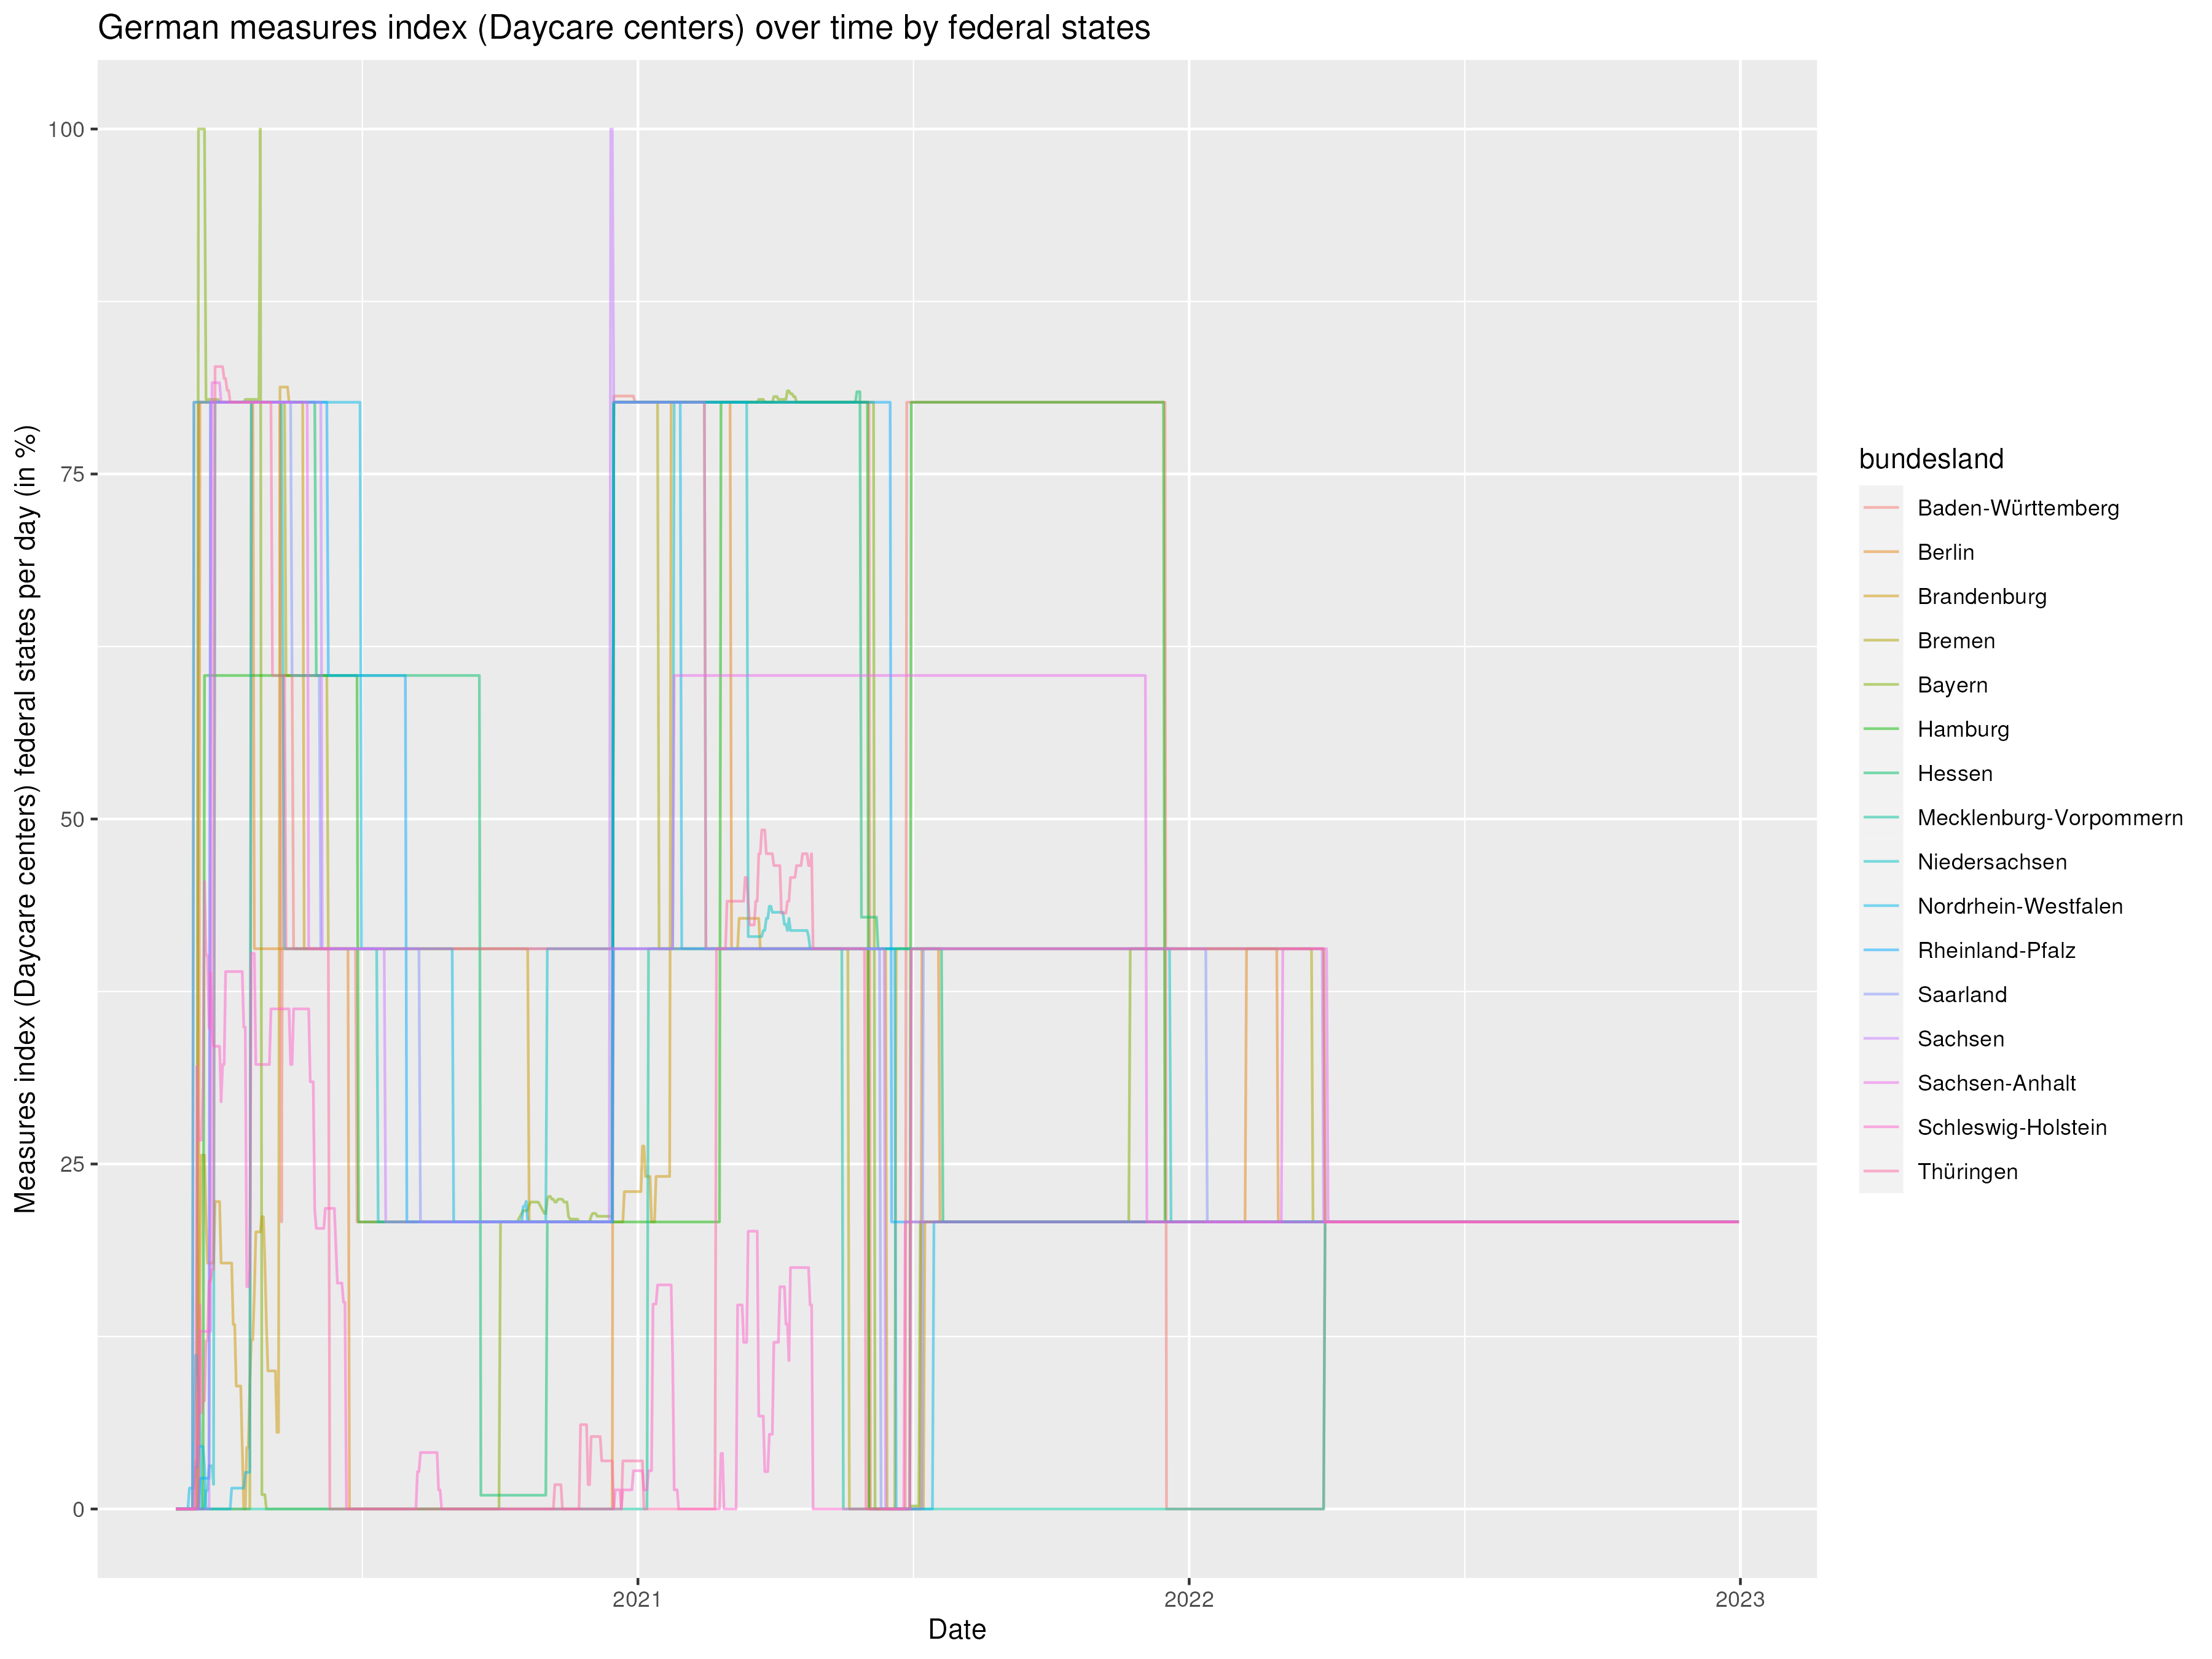 German measures index (Daycare centers) over time by federal states
Measures index (Daycare centers) federal states per day (in %)
100
75
50
25
0
2021
2022
2023
Date
bundesland
Baden-Württemberg
Berlin
Brandenburg
Bremen
Bayern
Hamburg
Hessen
Mecklenburg-Vorpommern
Niedersachsen
Nordrhein-Westfalen
Rheinland-Pfalz
Saarland
Sachsen
Sachsen-Anhalt
Schleswig-Holstein
Thüringen